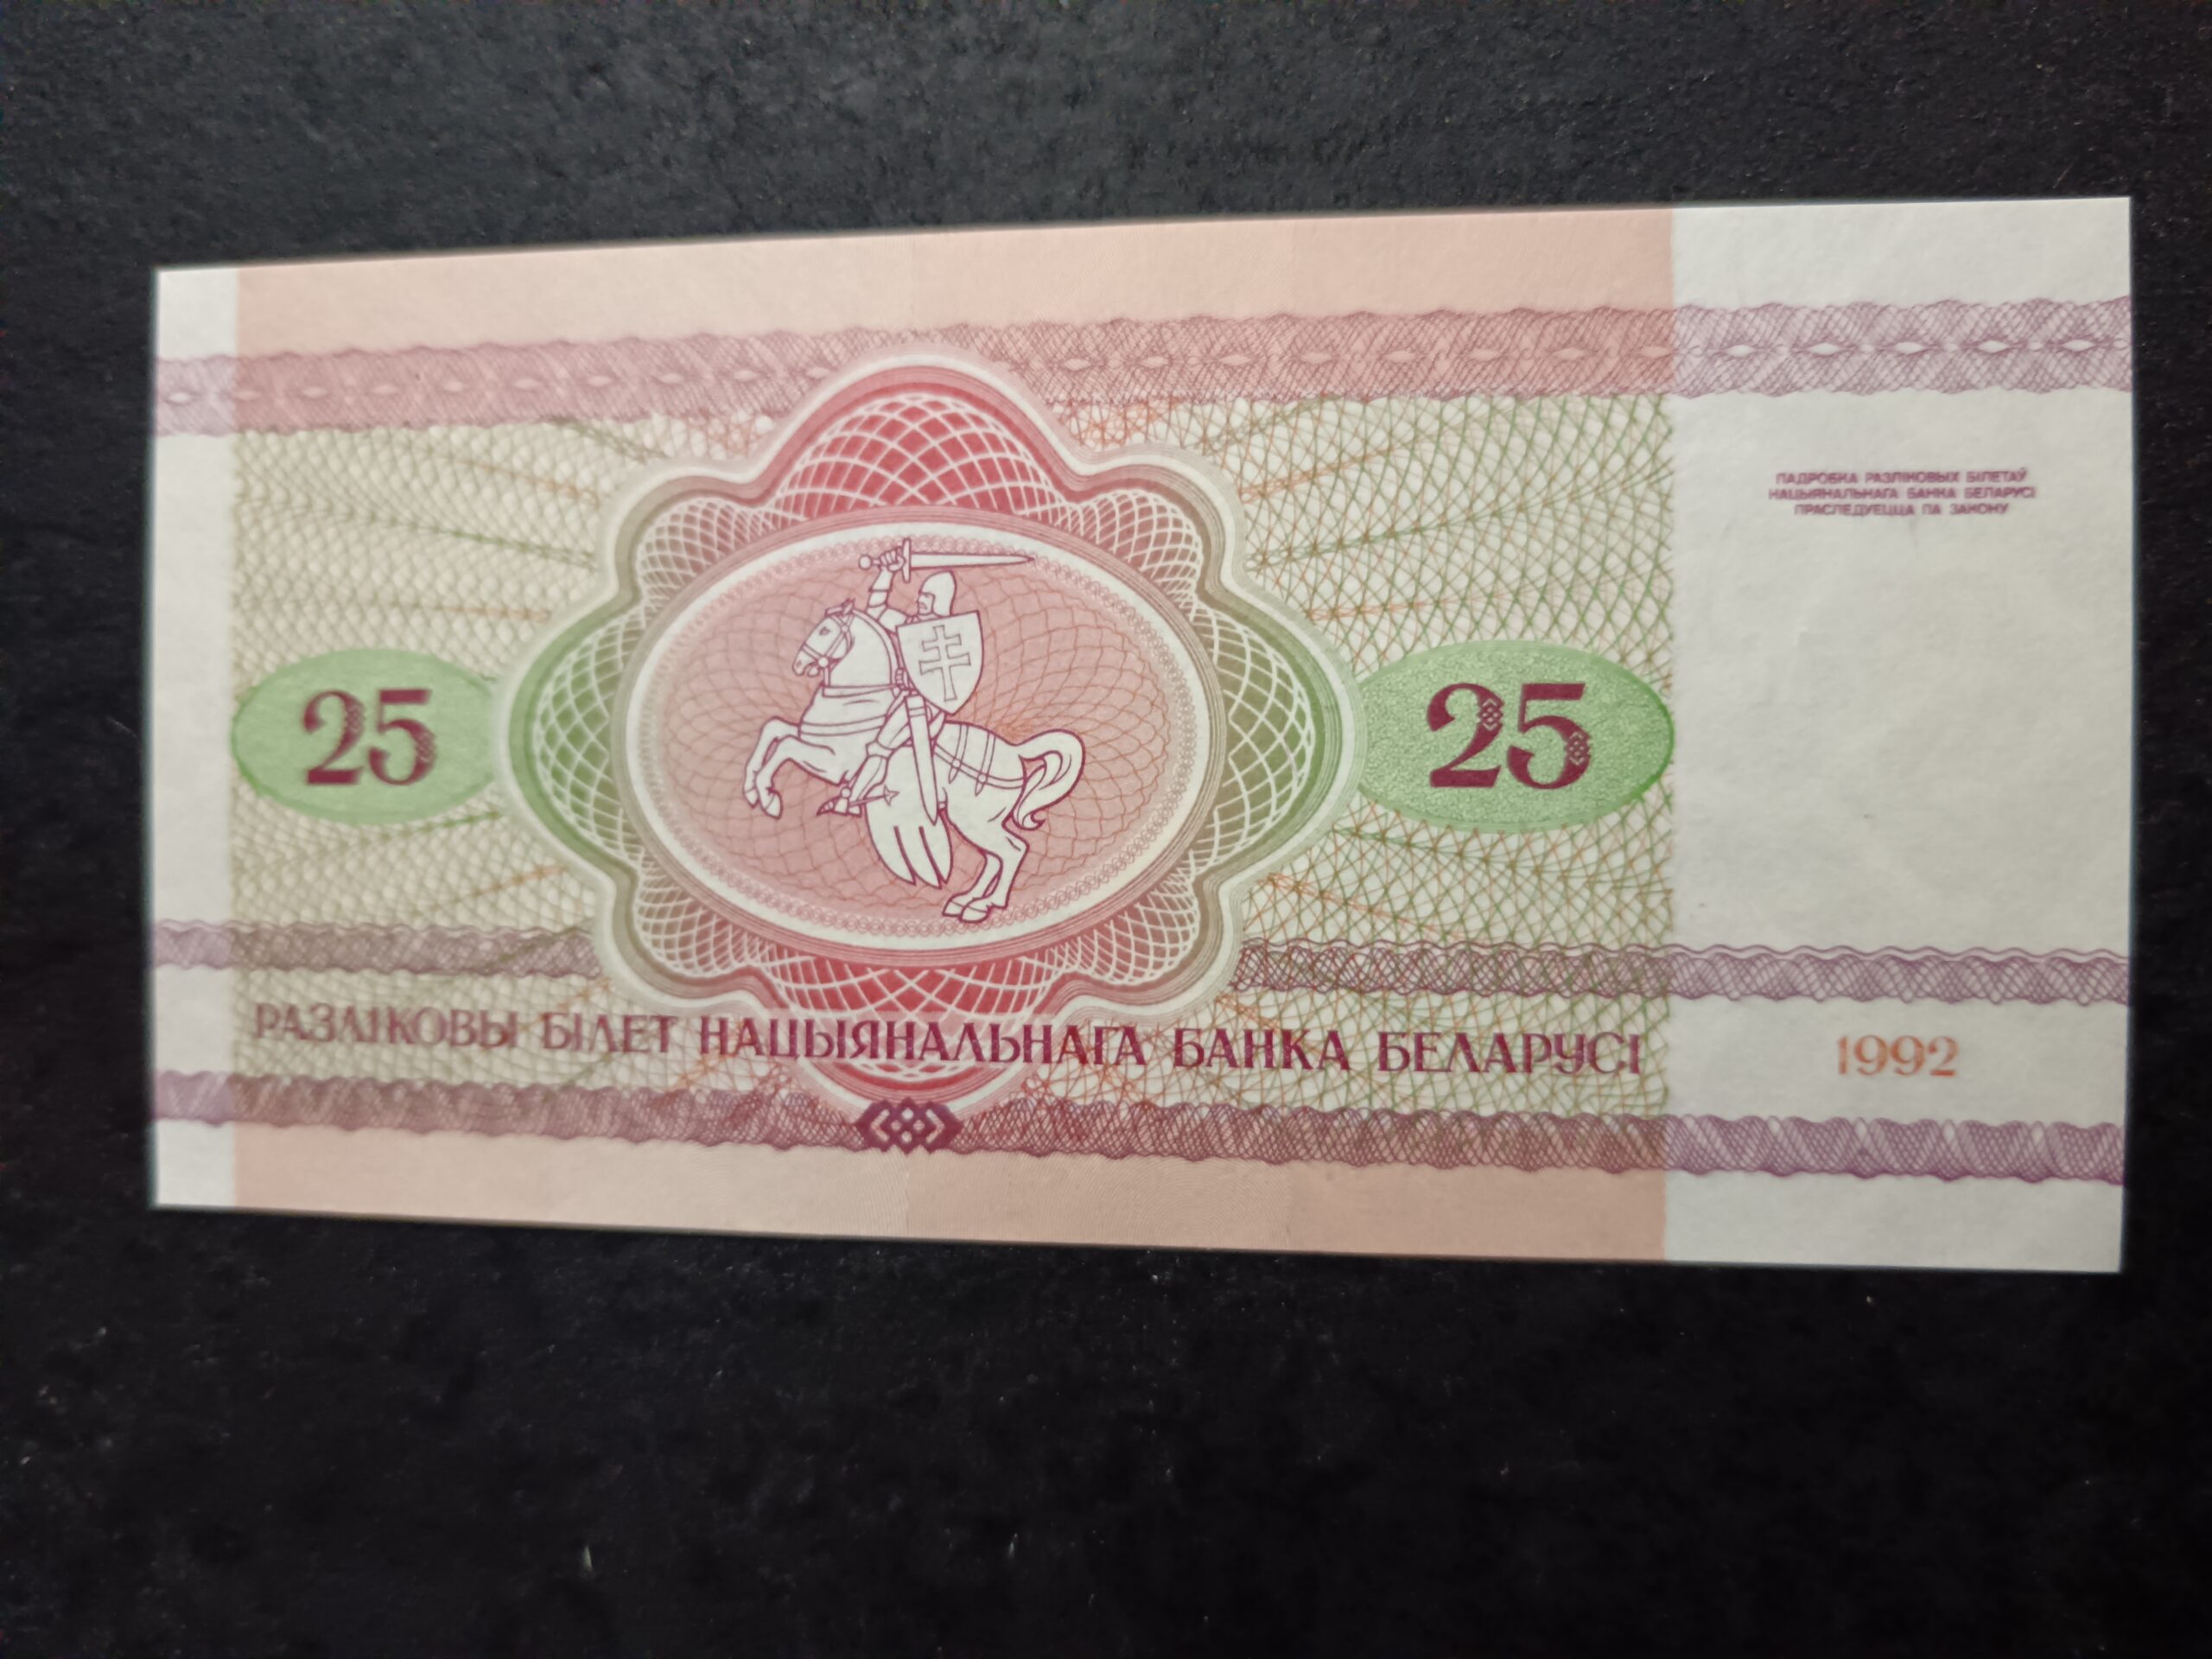 ПАДРОБКА РАЗЛІКОВЫХ БІЛЕТАЎ
НАЦЫЯНАЛЬНАГА БАНКА БЕЛАРУСІ
ПРАСЛЕДУЕЦЦА ПА ЗАКОНУ
25
25
РАЗЛІКОВЫ БІЛЕТ НАЦЫЯНАЛЬНАГА БАНКА БЕЛАРУСІ
1992